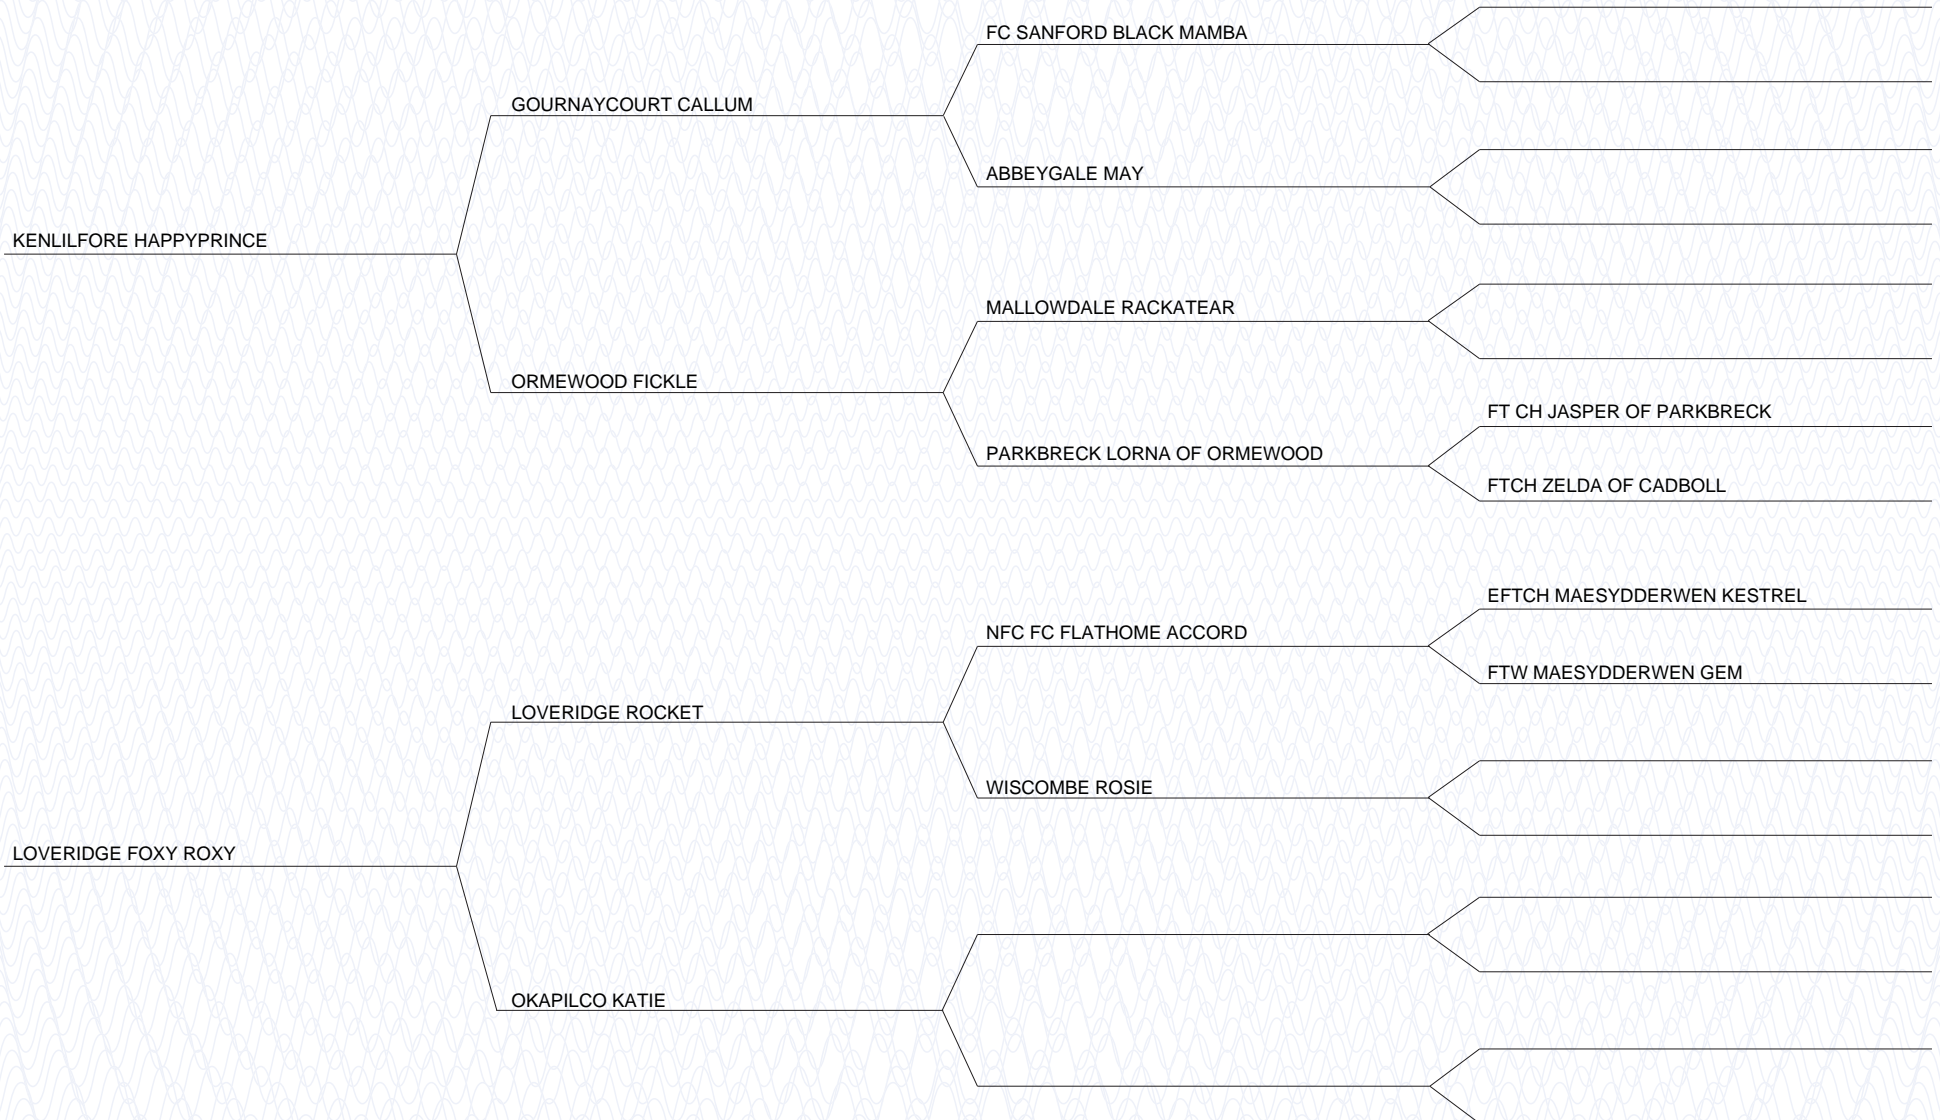 FC SANFORD BLACK MAMBA
GOURNAYCOURT CALLUM
ABBEYGALE MAY
KENLILFORE HAPPYPRINCE
MALLOWDALE RACKATEAR
ORMEWOOD FICKLE
FT CH JASPER OF PARKBRECK
PARKBRECK LORNA OF ORMEWOOD
FTCH ZELDA OF CADBOLL
EFTCH MAESYDDERWEN KESTREL
NFC FC FLATHOME ACCORD
FTW MAESYDDERWEN GEM
LOVERIDGE ROCKET
WISCOMBE ROSIE
LOVERIDGE FOXY ROXY
OKAPILCO KATIE